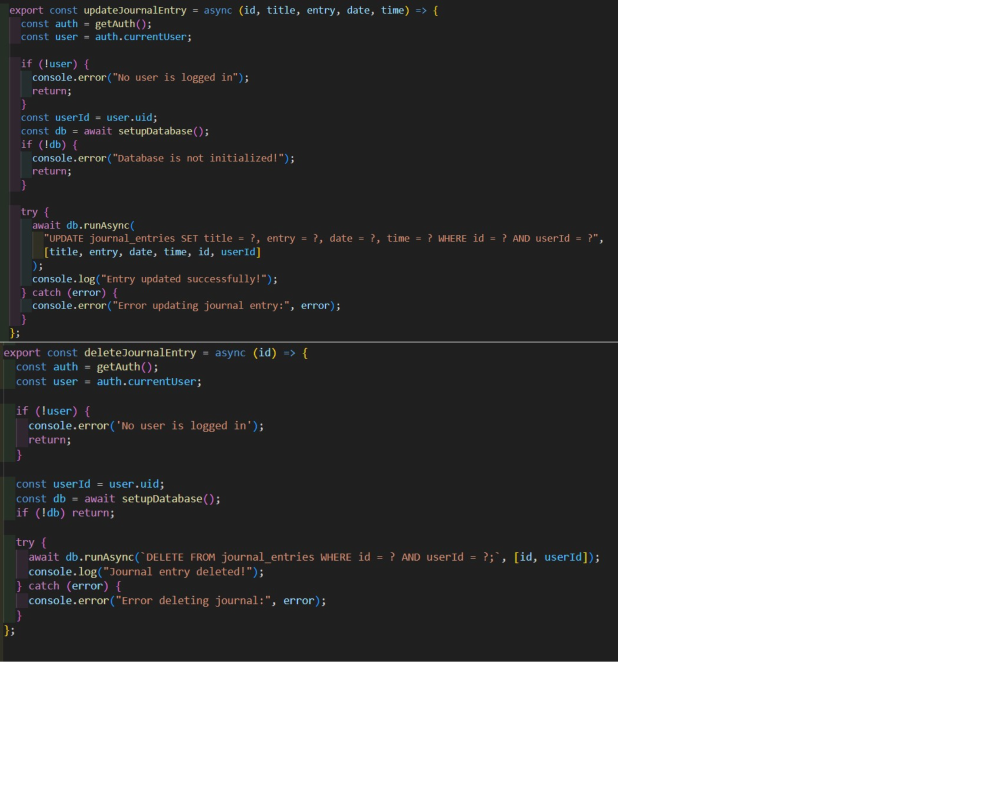 export const updateJournalEntry = async (id, title, entry, date, time) => {
const auth = getAuth();
const user = auth.currentUser;
if (!user) {
console.error("No user is logged in");
return;
}
const userId = user.uid;
const db = await setupDatabase();
if (!db) {
console.error("Database is not initialized!");
return;
}
try {
await db.runAsync(
"UPDATE journal_entries SET title = ?, entry = ?, date = ?, time = ? WHERE id = ? AND userId = ?",
[title, entry, date, time, id, userId]
);
console.log("Entry updated successfully!");
} catch (error) {
console.error("Error updating journal entry:", error);
}
};
export const deleteJournalEntry = async (id) => {
const auth = getAuth();
const user = auth.currentUser;
if (!user) {
console.error('No user is logged in');
return;
}
const userId = user.uid;
const db = await setupDatabase();
if (!db) return;
try {
await db.runAsync(`DELETE FROM journal_entries WHERE id = ? AND userId = ?;`, [id, userId]);
console.log("Journal entry deleted!");
} catch (error) {
console.error("Error deleting journal:", error);
}
};